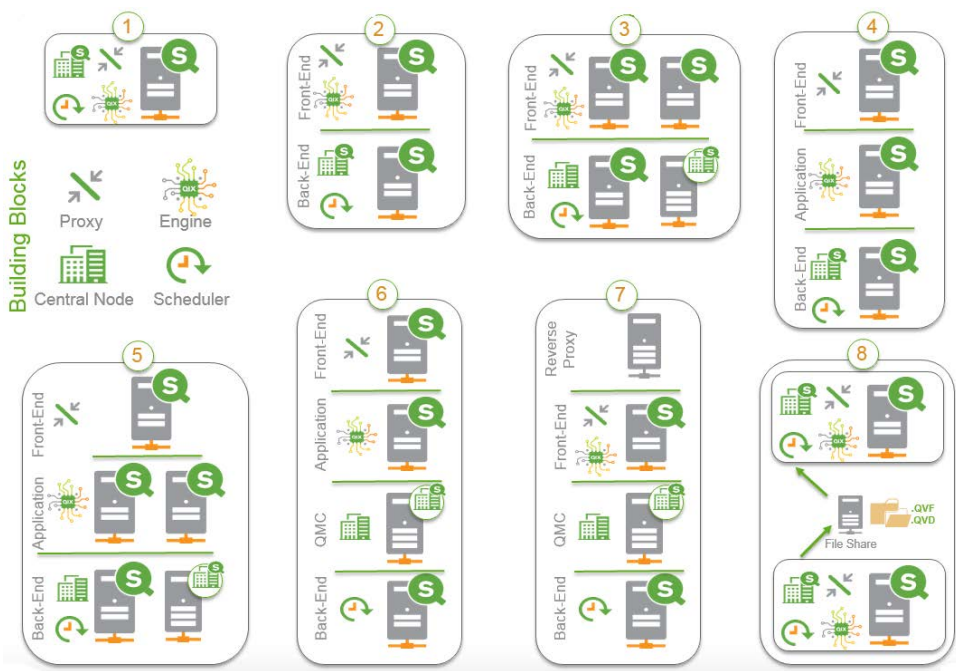 1
2
3
4
Front-End
Back-End
Front-End
Back-End
Front-End
Application
Back-End
Building Blocks
Proxy
Engine
Central Node
Scheduler
QIX
S
5
6
7
8
Front-End
Application
Back-End
Front-End
Application
QMC
Back-End
Reverse
Proxy
Front-End
QMC
Back-End
.QVF
.QVD
File Share